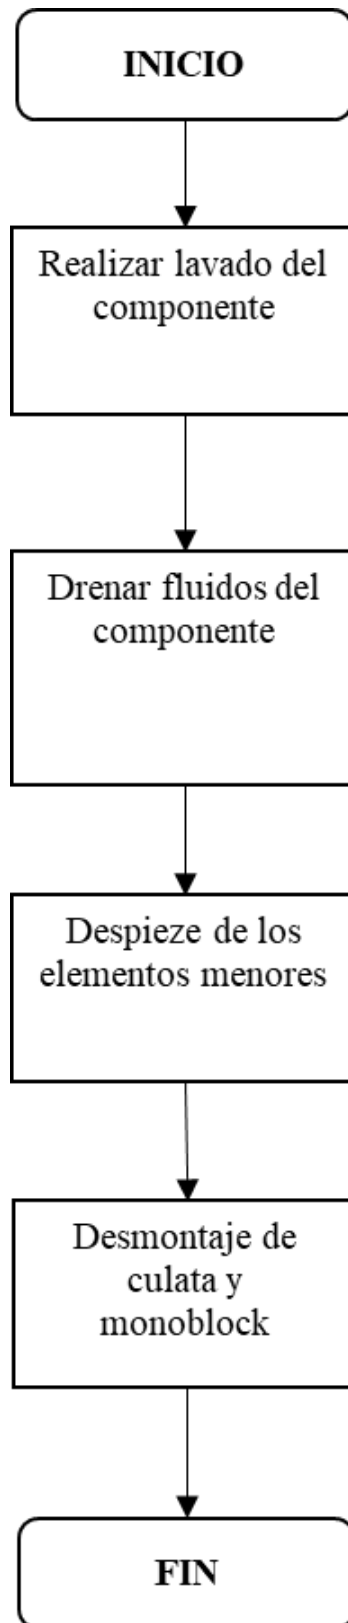 INICIO
Realizar lavado del
componente
Drenar fluidos del
componente
Despieze de los
elementos menores
Desmontaje de
culata y
monoblock
FIN